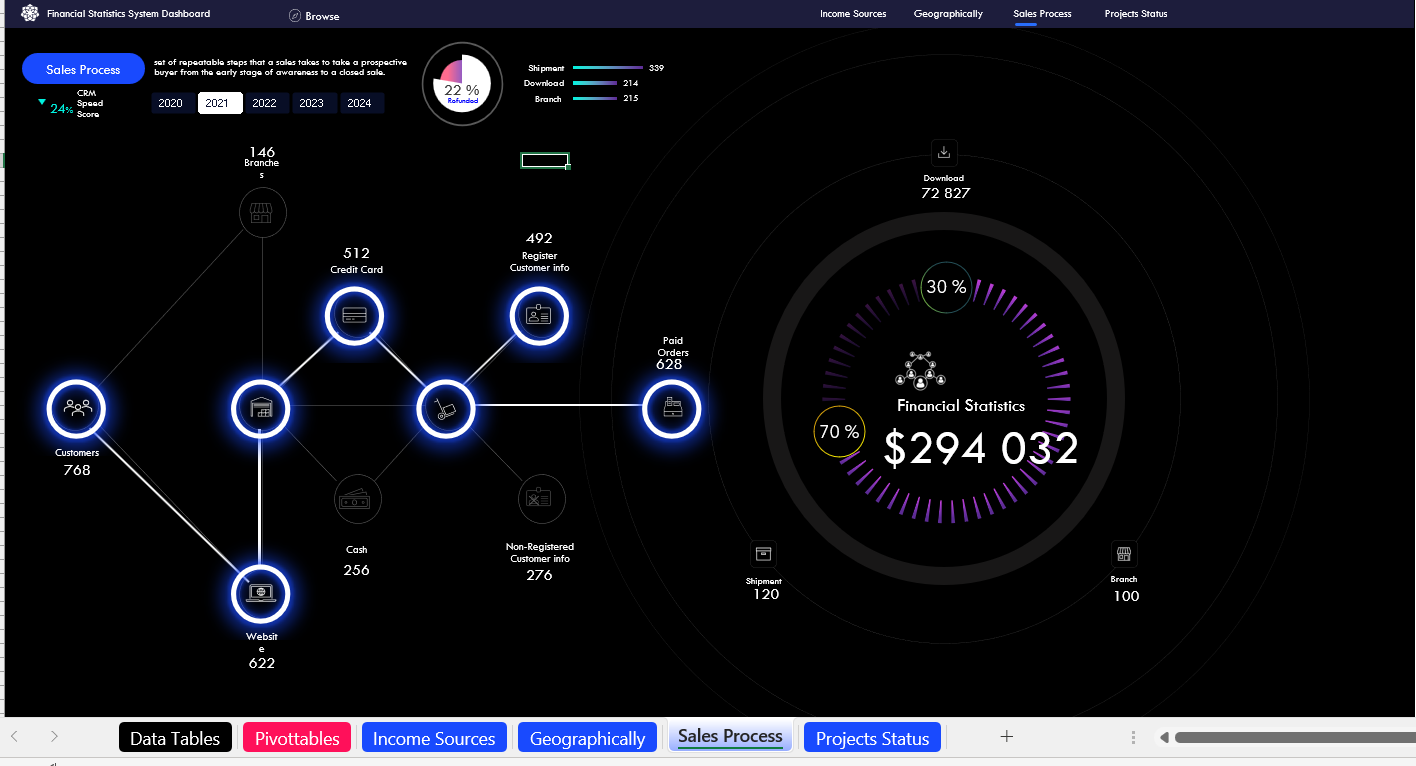 Financial Statistics System Dashboard
Browse
Income Sources
Geographically
Sales Process
Projects Status
Sales Process
set of repeatable steps that a sales takes to take a prospective
buyer from the early stage of awareness to a closed sale.
24%
CRM
Speed
Score
2020
2021
2022
2023
2024
22 %
Refunded
Shipment 339
Download 214
Branch 215
146
Branche
s
512
Credit Card
492
Register
Customer info
Paid
Orders
628
Customers
768
Cash
256
Non-Registered
Customer info
276
Websit
e
622
Download
72 827
30 %
70 %
Financial Statistics
$294 032
Shipment
120
Branch
100
Data Tables
Pivottables
Income Sources
Geographically
Sales Process
Projects Status